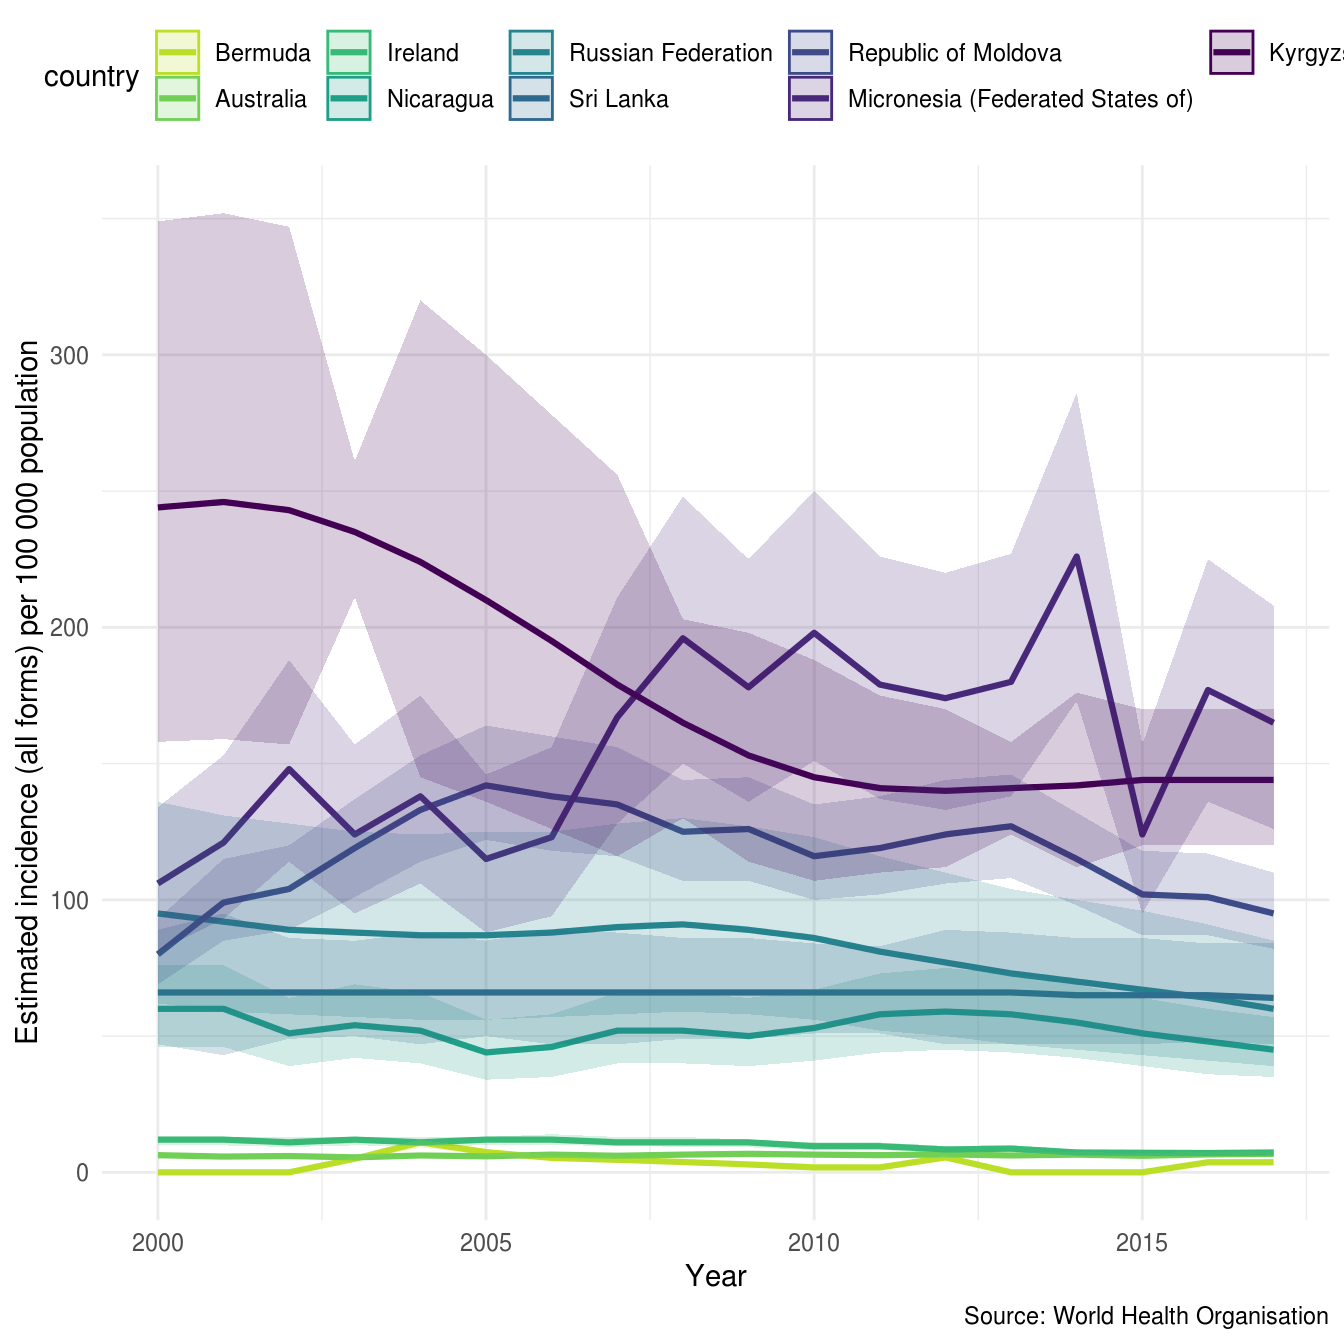 country
Bermuda
Ireland
Russian Federation
Republic of Moldova
Australia
Nicaragua
Sri Lanka
Micronesia (Federated States of)
Estimated incidence (all forms) per 100 000 population
300
200
100
0
2000 2005 2010 2015
Year
Source: World Health Organisation